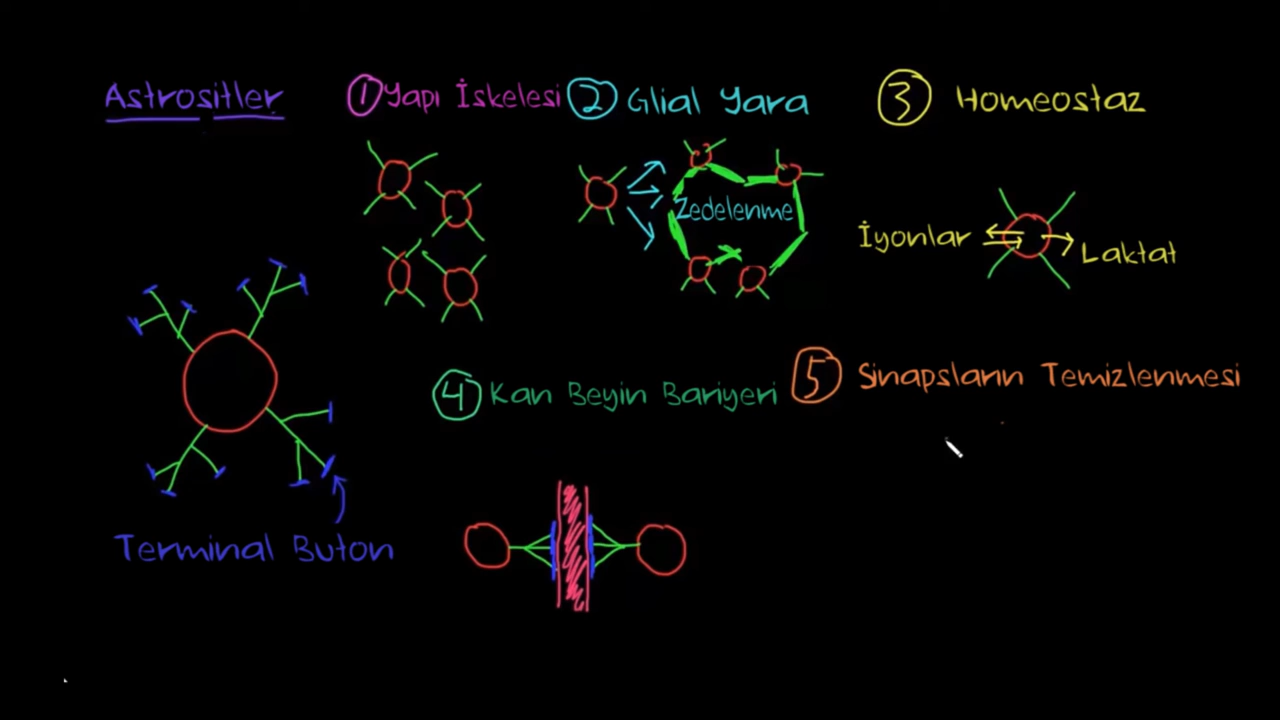 Astrositler
1 Yapı İskelesi
2 Glial Yara
Zedelenme
3 Homeostaz
İyonlar
Laktat
Terminal Buton
4 Kan Beyin Bariyeri
5 Sinapsların Temizlenmesi